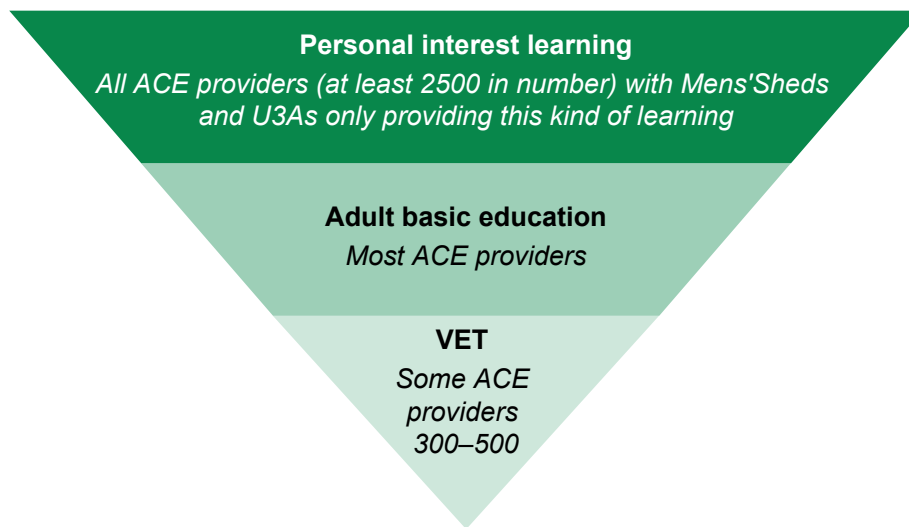 Personal interest learning
All ACE providers (at least 2500 in number) with Mens'Sheds
and U3As only providing this kind of learning
Adult basic education
Most ACE providers
VET
Some ACE
providers
300–500